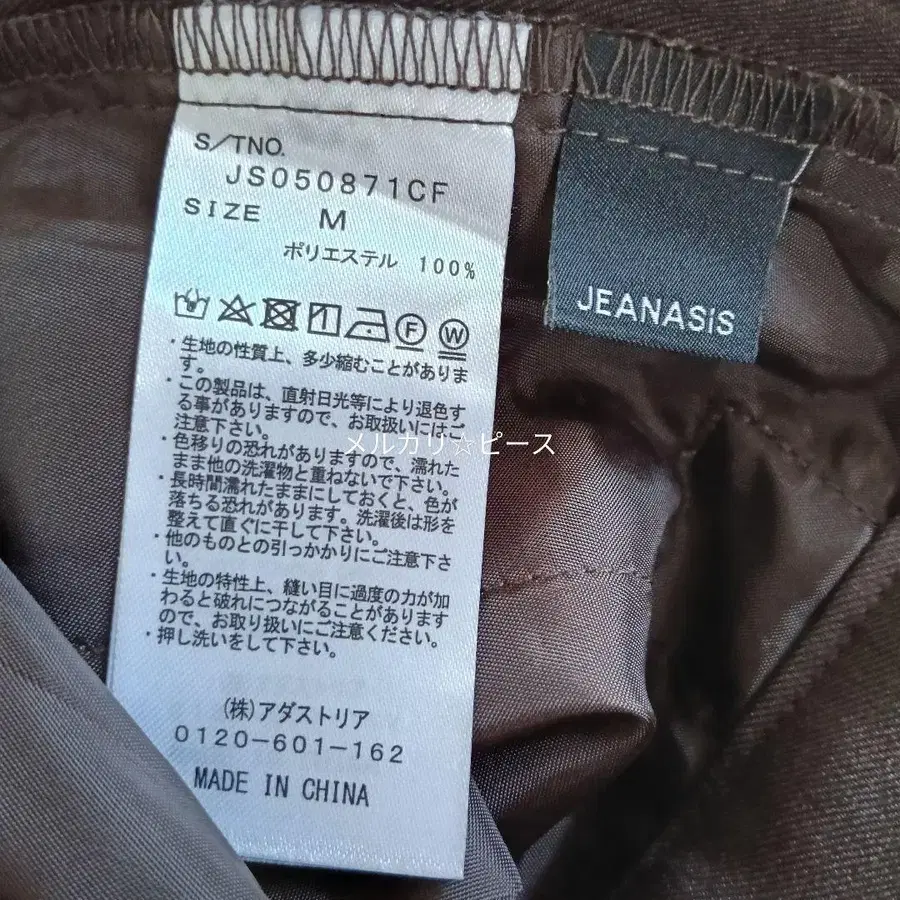 S/TNO.
JS050871CF
SIZE M
ポリエステル 100%
F
W
・生地の性質上、多少縮むことがありま
す。
・この製品は、直射日光等により退色す
る事がありますので、お取扱いにはご
注意下さい。
・色移りの恐れがありますので、濡れた
まま他の洗濯物と重ねないで下さい。
・長時間濡れたままにしておくと、色が
落ちる恐れがあります。洗濯後は形を
整えて直ぐに干して下さい。
・他のものとの引っかかりにご注意下さ
い。
・生地の特性上、縫い目に過度の力が加
わると破れにつながることがあります
ので、お取り扱いにご注意ください。
・押し洗いをして下さい。
(株)アダストリア
0120-601-162
MADE IN CHINA
JEANASiS
メルカリ☆ピース